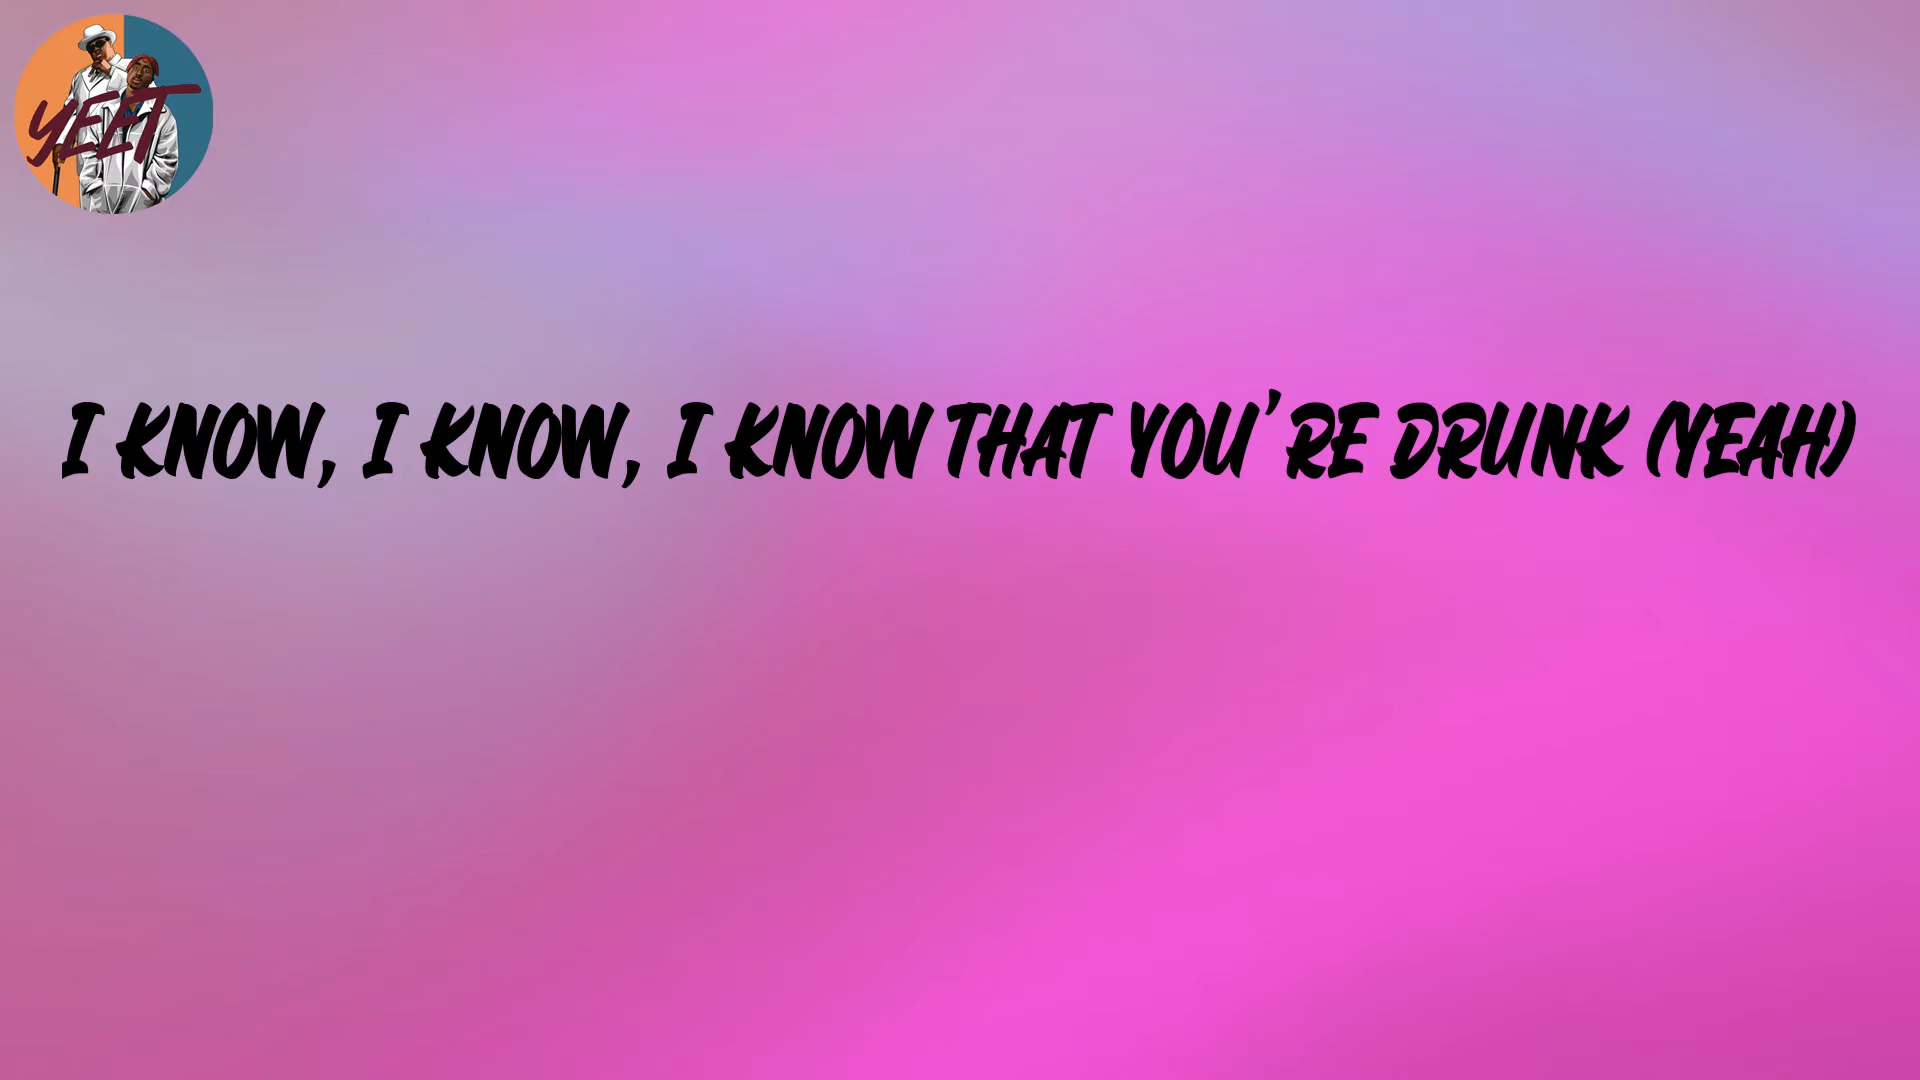 YEET
I KNOW, I KNOW, I KNOW THAT YOU'RE DRUNK (YEAH)